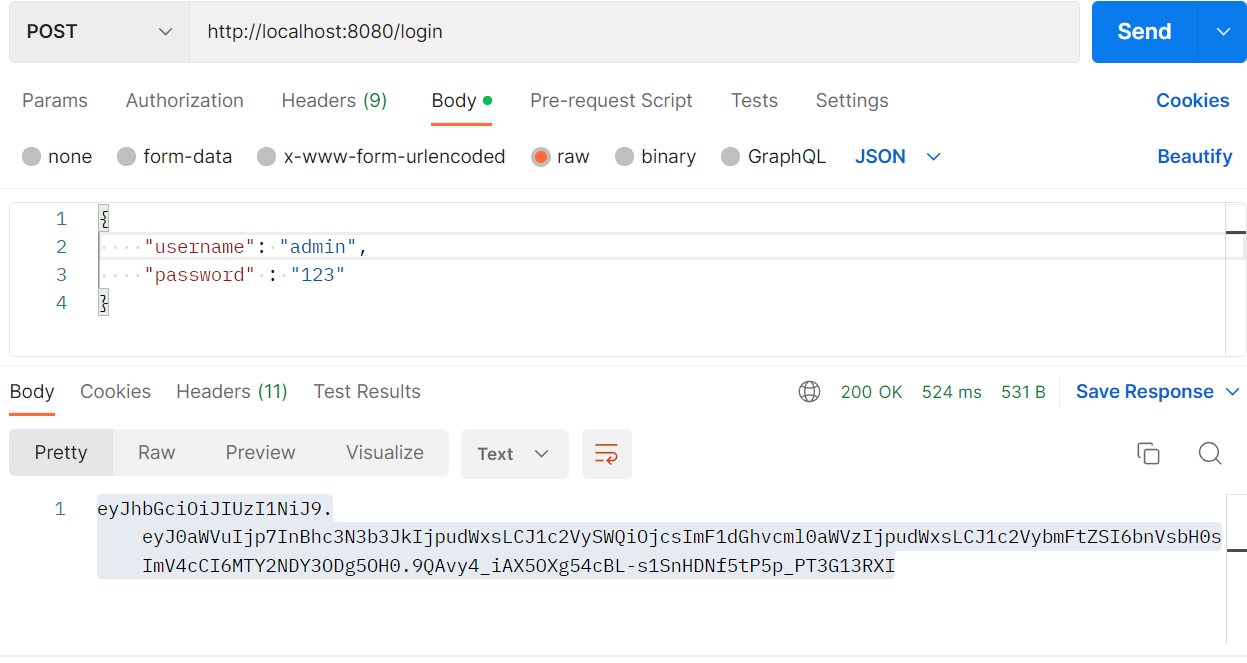 POST http://localhost:8080/login Send
Params Authorization Headers (9) Body Pre-request Script Tests Settings Cookies
none form-data x-www-form-urlencoded raw binary GraphQL JSON Beautify
1 {
2 "username": "admin",
3 "password" : "123"
4 }
Body Cookies Headers (11) Test Results 200 OK 524 ms 531 B Save Response
Pretty Raw Preview Visualize Text
1 eyJhbGciOiJIUzI1NiJ9.
eyJ0aWVuIjp7InBhc3N3b3JkIjpudWxsLCJ1c2VySWQiOjcsImF1dGhvcml0aWVzIjpudWxsLCJ1c2VybmFtZSI6bnVsbH0s
ImV4cCI6MTY2NDY3ODg5OH0.9QAvy4_iAX5OXg54cBL-s1SnHDNf5tP5p_PT3G13RXI